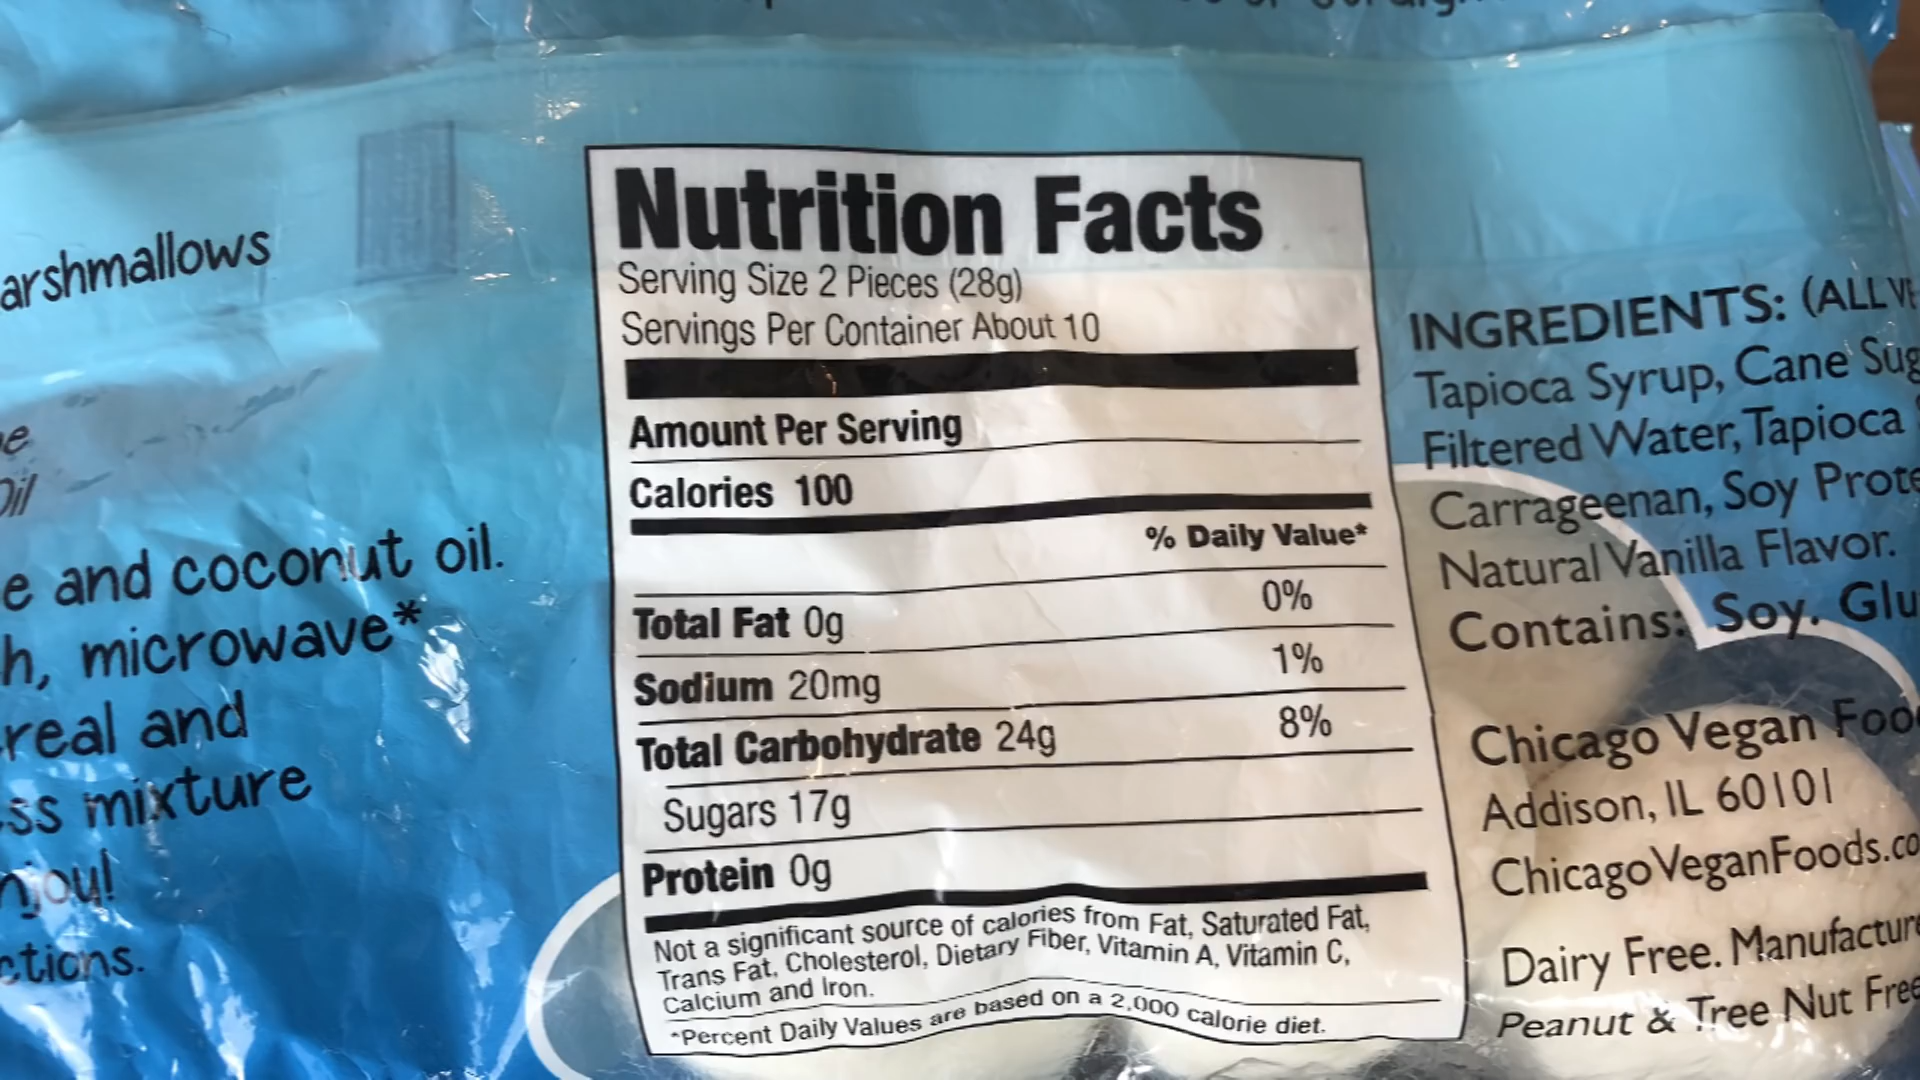 arshmallows
e
Oil
e and coconut oil.
h, microwave*
real and
ss mixture
njoy!
ctions.
Nutrition Facts
Serving Size 2 Pieces (28g)
Servings Per Container About 10
Amount Per Serving
Calories 100
% Daily Value*
Total Fat 0g 0%
Sodium 20mg 1%
Total Carbohydrate 24g 8%
Sugars 17g
Protein 0g
Not a significant source of calories from Fat, Saturated Fat,
Trans Fat, Cholesterol, Dietary Fiber, Vitamin A, Vitamin C,
Calcium and Iron.
*Percent Daily Values are based on a 2,000 calorie diet.
INGREDIENTS: (ALL VE
Tapioca Syrup, Cane Sug
Filtered Water, Tapioca
Carrageenan, Soy Prote
Natural Vanilla Flavor.
Contains: Soy. Glu
Chicago Vegan Foo
Addison, IL 60101
ChicagoVeganFoods.co
Dairy Free. Manufacture
Peanut & Tree Nut Free